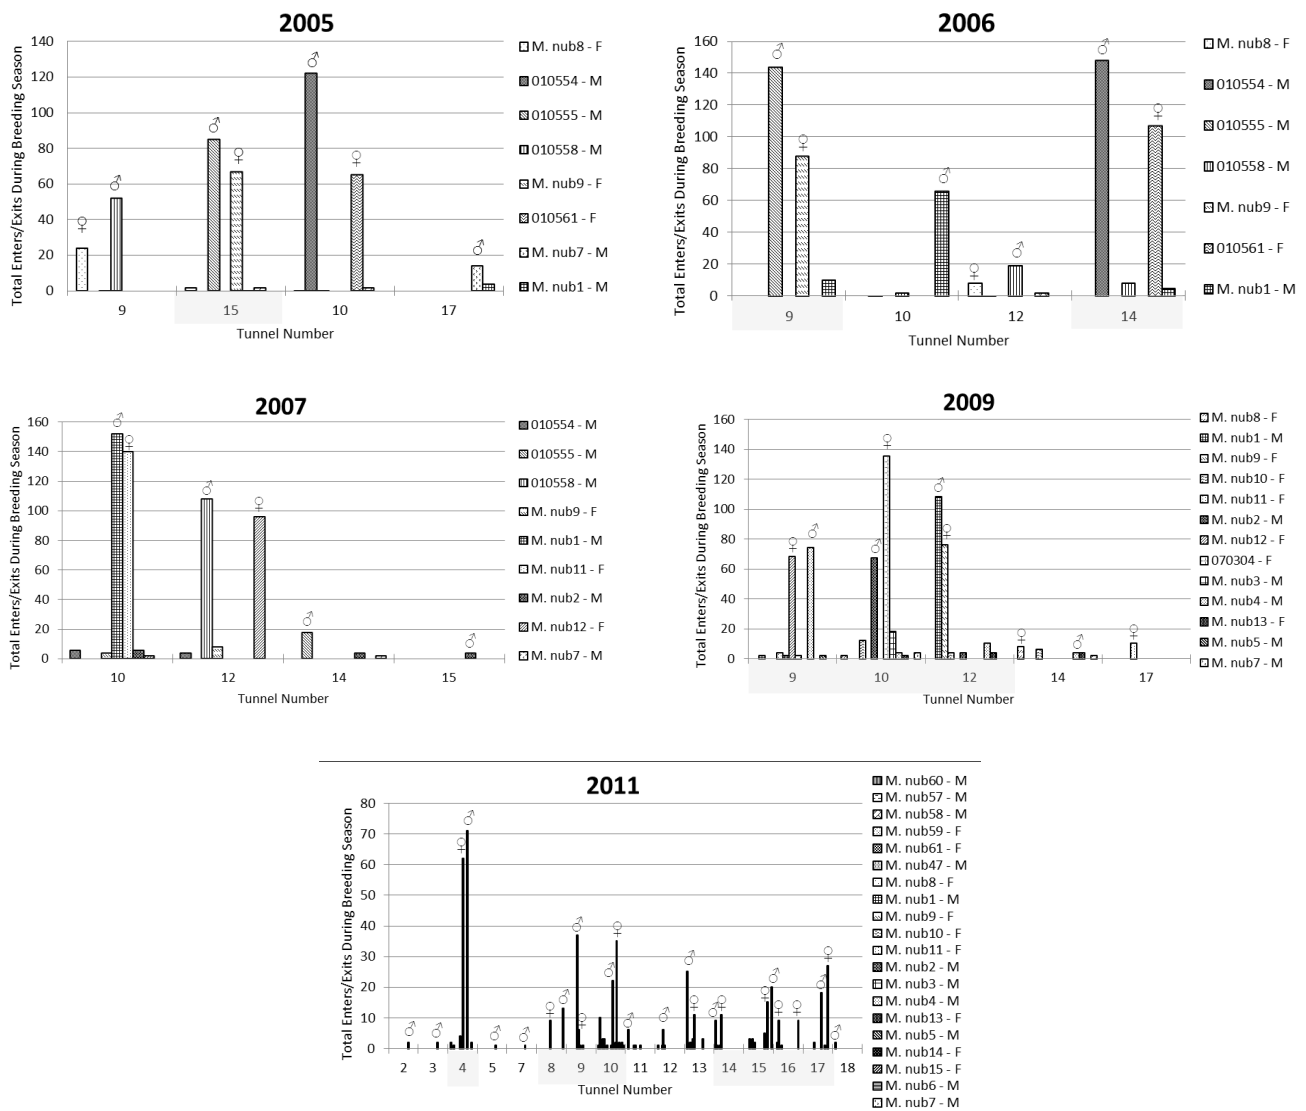 2005
Total Enters/Exits During Breeding Season
140
120
100
80
60
40
20
0
♂
♀
♂
♀
♂
♀
♂
9
15
10
17
Tunnel Number
M. nub8 - F
010554 - M
010555 - M
010558 - M
M. nub9 - F
010561 - F
M. nub7 - M
M. nub1 - M
2006
Total Enters/Exits During Breeding Season
160
140
120
100
80
60
40
20
0
♂
♀
♂
♀
♂
♂
♀
9
10
12
14
Tunnel Number
M. nub8 - F
010554 - M
010555 - M
010558 - M
M. nub9 - F
010561 - F
M. nub1 - M
2007
Total Enters/Exits During Breeding Season
160
140
120
100
80
60
40
20
0
♂
♀
♂
♀
♂
♂
10
12
14
15
Tunnel Number
010554 - M
010555 - M
010558 - M
M. nub9 - F
M. nub1 - M
M. nub11 - F
M. nub2 - M
M. nub12 - F
M. nub7 - M
2009
Total Enters/Exits During Breeding Season
160
140
120
100
80
60
40
20
0
♀
♂
♂
♀
♂
♀
♀
♂
♀
9
10
12
14
17
Tunnel Number
M. nub8 - F
M. nub1 - M
M. nub9 - F
M. nub10 - F
M. nub11 - F
M. nub2 - M
M. nub12 - F
070304 - F
M. nub3 - M
M. nub4 - M
M. nub13 - F
M. nub5 - M
M. nub7 - M
2011
Total Enters/Exits During Breeding Season
80
70
60
50
40
30
20
10
0
♂
♂
♀
♂
♂
♂
♀
♂
♂
♀
♂
♀
♂
♂
♂
♀
♂
♀
♀
♂
♀
♀
♂
♀
♂
2
3
4
5
7
8
9
10
11
12
13
14
15
16
17
18
Tunnel Number
M. nub60 - M
M. nub57 - M
M. nub58 - M
M. nub59 - F
M. nub61 - F
M. nub47 - M
M. nub8 - F
M. nub1 - M
M. nub9 - F
M. nub10 - F
M. nub11 - F
M. nub2 - M
M. nub3 - M
M. nub4 - M
M. nub13 - F
M. nub5 - M
M. nub14 - F
M. nub15 - F
M. nub6 - M
M. nub7 - M